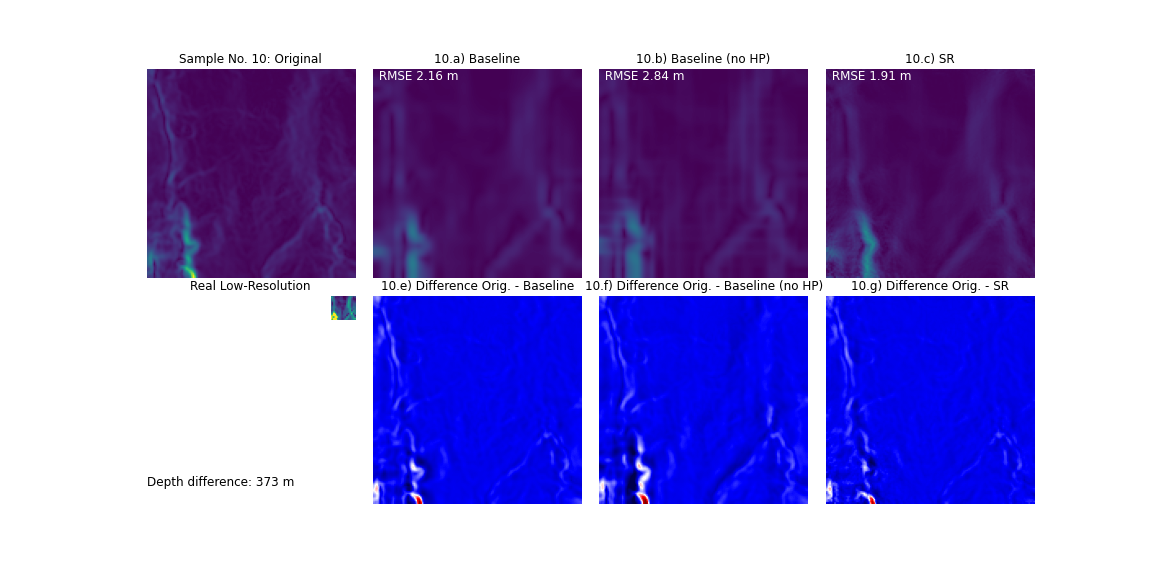 Sample No. 10: Original
10.a) Baseline
10.b) Baseline (no HP)
10.c) SR
RMSE 2.16 m
RMSE 2.84 m
RMSE 1.91 m
Real Low-Resolution
10.e) Difference Orig. - Baseline
10.f) Difference Orig. - Baseline (no HP)
10.g) Difference Orig. - SR
Depth difference: 373 m